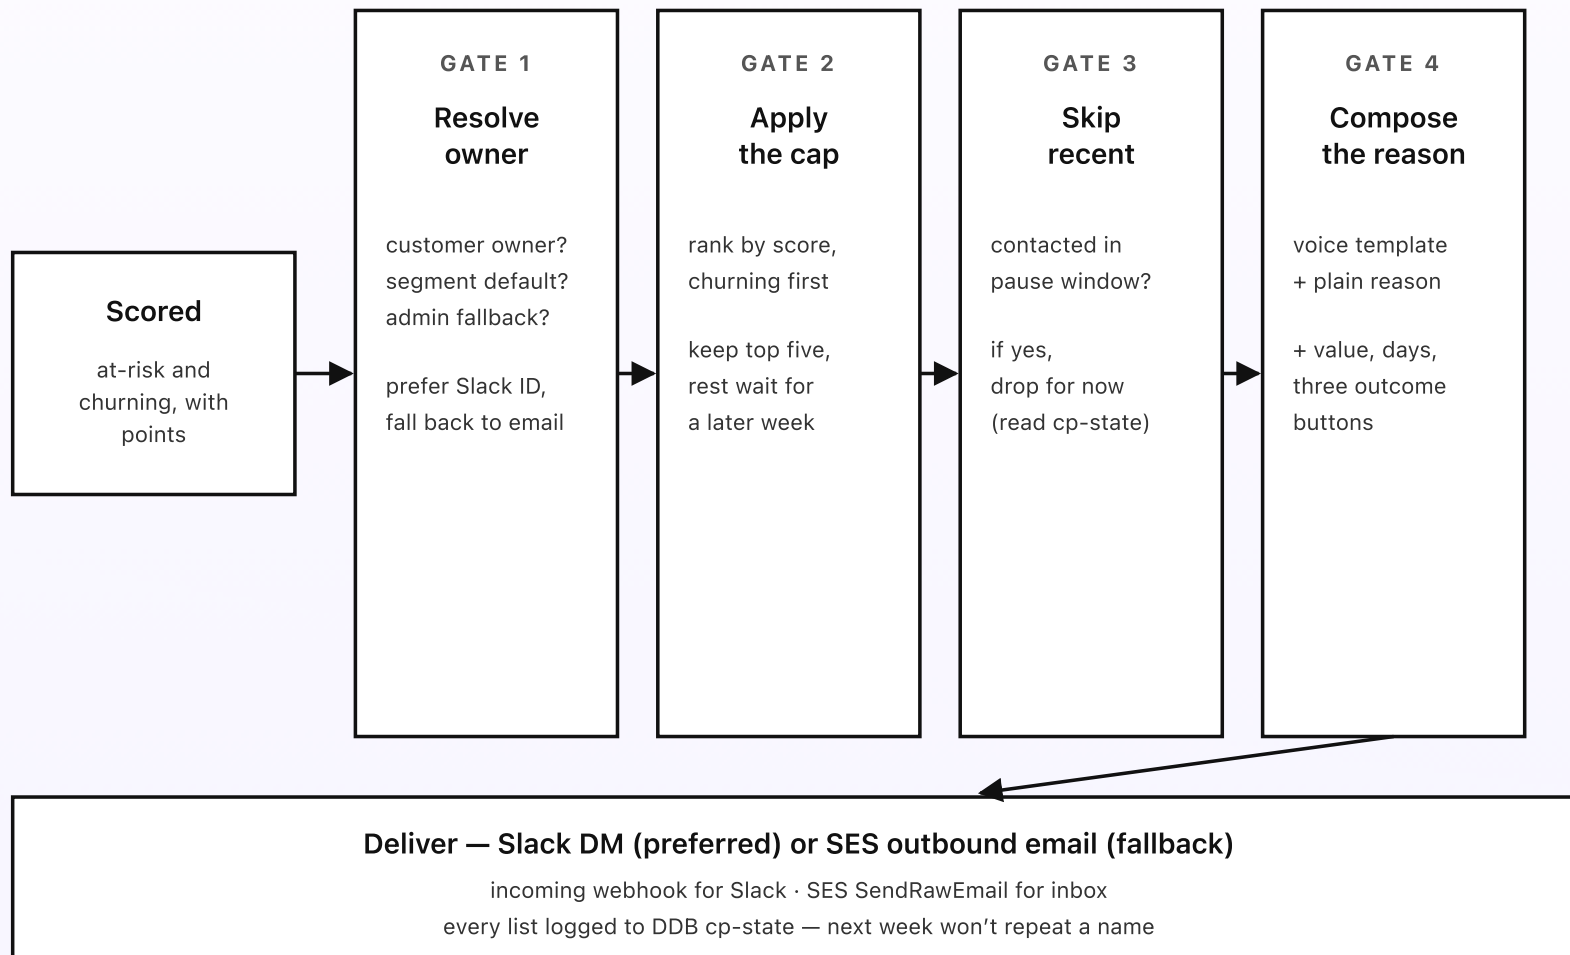 Scored
at-risk and
churning, with
points
GATE 1
Resolve
owner
customer owner?
segment default?
admin fallback?
prefer Slack ID,
fall back to email
GATE 2
Apply
the cap
rank by score,
churning first
keep top five,
rest wait for
a later week
GATE 3
Skip
recent
contacted in
pause window?
if yes,
drop for now
(read cp-state)
GATE 4
Compose
the reason
voice template
+ plain reason
+ value, days,
three outcome
buttons
Deliver — Slack DM (preferred) or SES outbound email (fallback)
incoming webhook for Slack · SES SendRawEmail for inbox
every list logged to DDB cp-state — next week won’t repeat a name